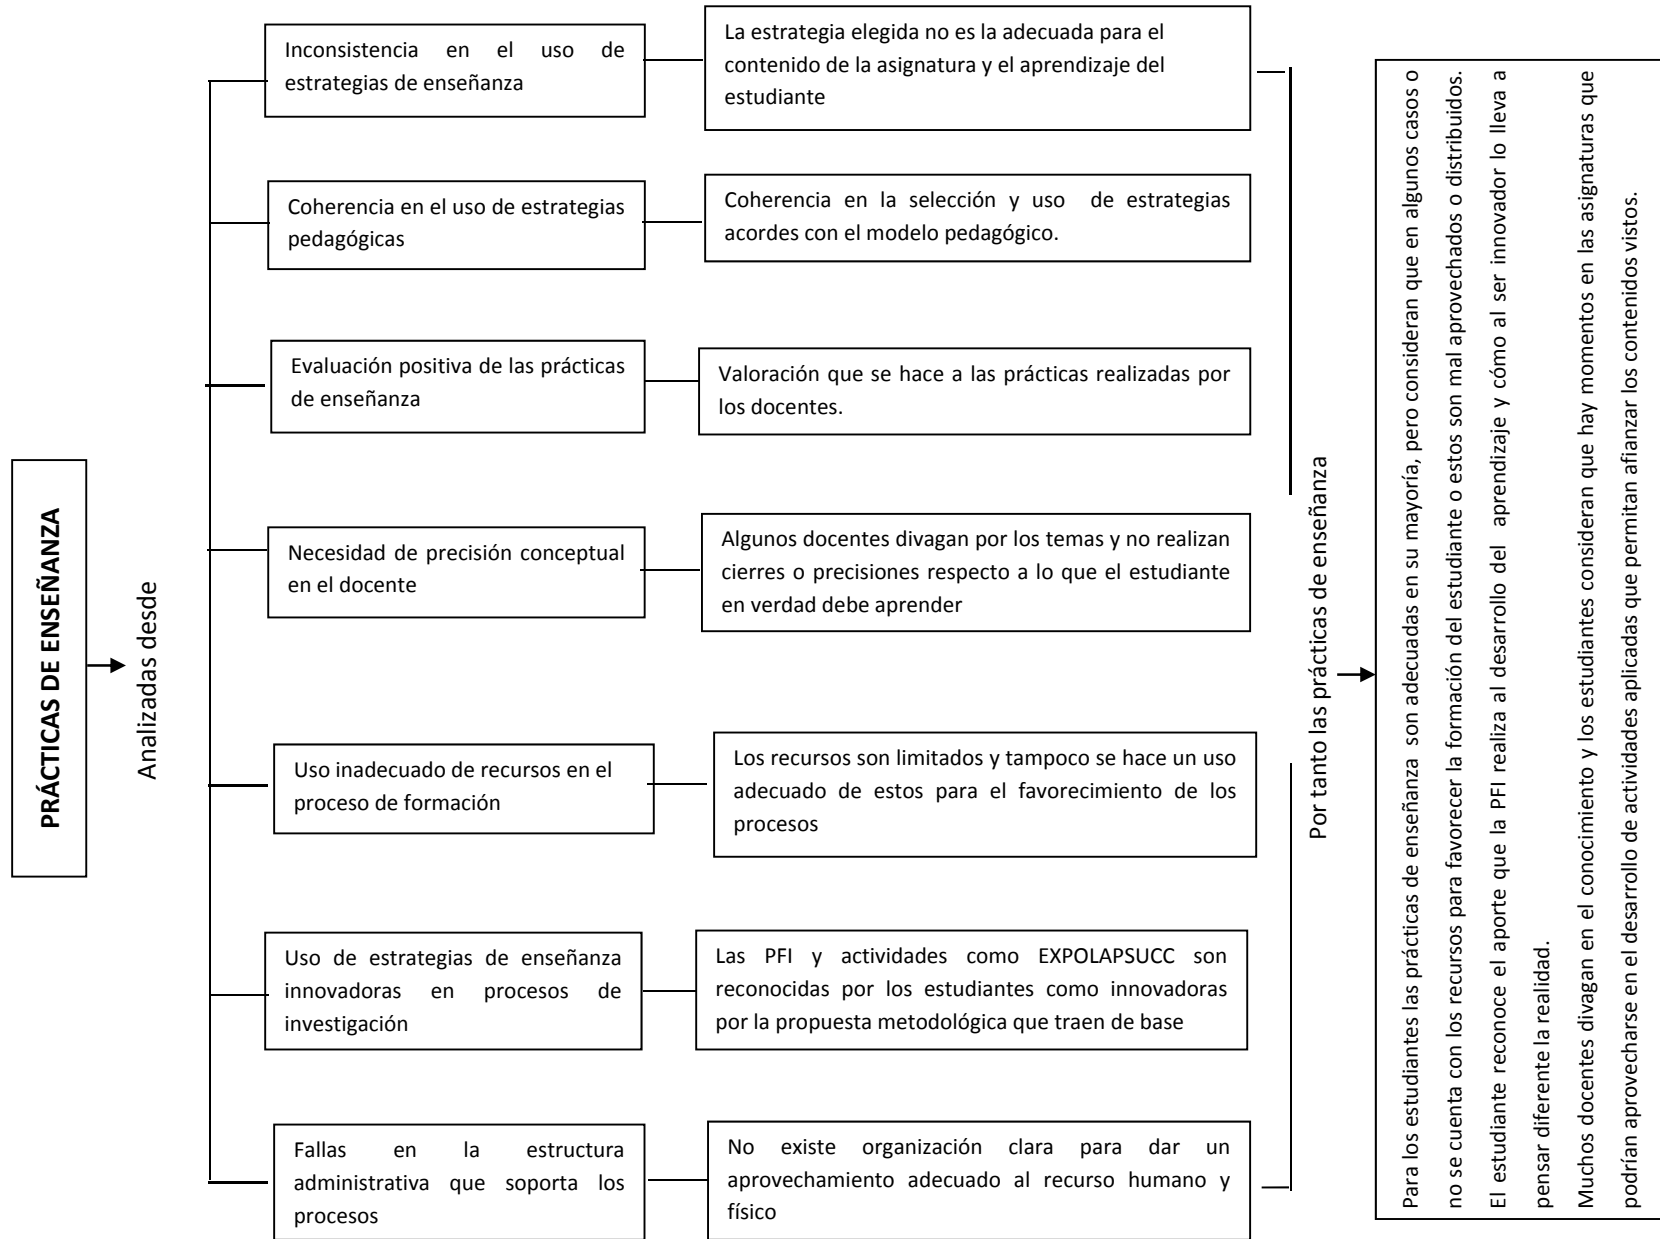 PRÁCTICAS DE ENSEÑANZA
Analizadas desde
Inconsistencia en el uso de
estrategias de enseñanza
La estrategia elegida no es la adecuada para el
contenido de la asignatura y el aprendizaje del
estudiante
Coherencia en el uso de estrategias
pedagógicas
Coherencia en la selección y uso de estrategias
acordes con el modelo pedagógico.
Evaluación positiva de las prácticas
de enseñanza
Valoración que se hace a las prácticas realizadas por
los docentes.
Necesidad de precisión conceptual
en el docente
Algunos docentes divagan por los temas y no realizan
cierres o precisiones respecto a lo que el estudiante
en verdad debe aprender
Uso inadecuado de recursos en el
proceso de formación
Los recursos son limitados y tampoco se hace un uso
adecuado de estos para el favorecimiento de los
procesos
Uso de estrategias de enseñanza
innovadoras en procesos de
investigación
Las PFI y actividades como EXPOLAPSUCC son
reconocidas por los estudiantes como innovadoras
por la propuesta metodológica que traen de base
Fallas en la estructura
administrativa que soporta los
procesos
No existe organización clara para dar un
aprovechamiento adecuado al recurso humano y
físico
Por tanto las prácticas de enseñanza
Para los estudiantes las prácticas de enseñanza son adecuadas en su mayoría, pero consideran que en algunos casos o
no se cuenta con los recursos para favorecer la formación del estudiante o estos son mal aprovechados o distribuidos.
El estudiante reconoce el aporte que la PFI realiza al desarrollo del aprendizaje y cómo al ser innovador lo lleva a
pensar diferente la realidad.
Muchos docentes divagan en el conocimiento y los estudiantes consideran que hay momentos en las asignaturas que
podrían aprovecharse en el desarrollo de actividades aplicadas que permitan afianzar los contenidos vistos.